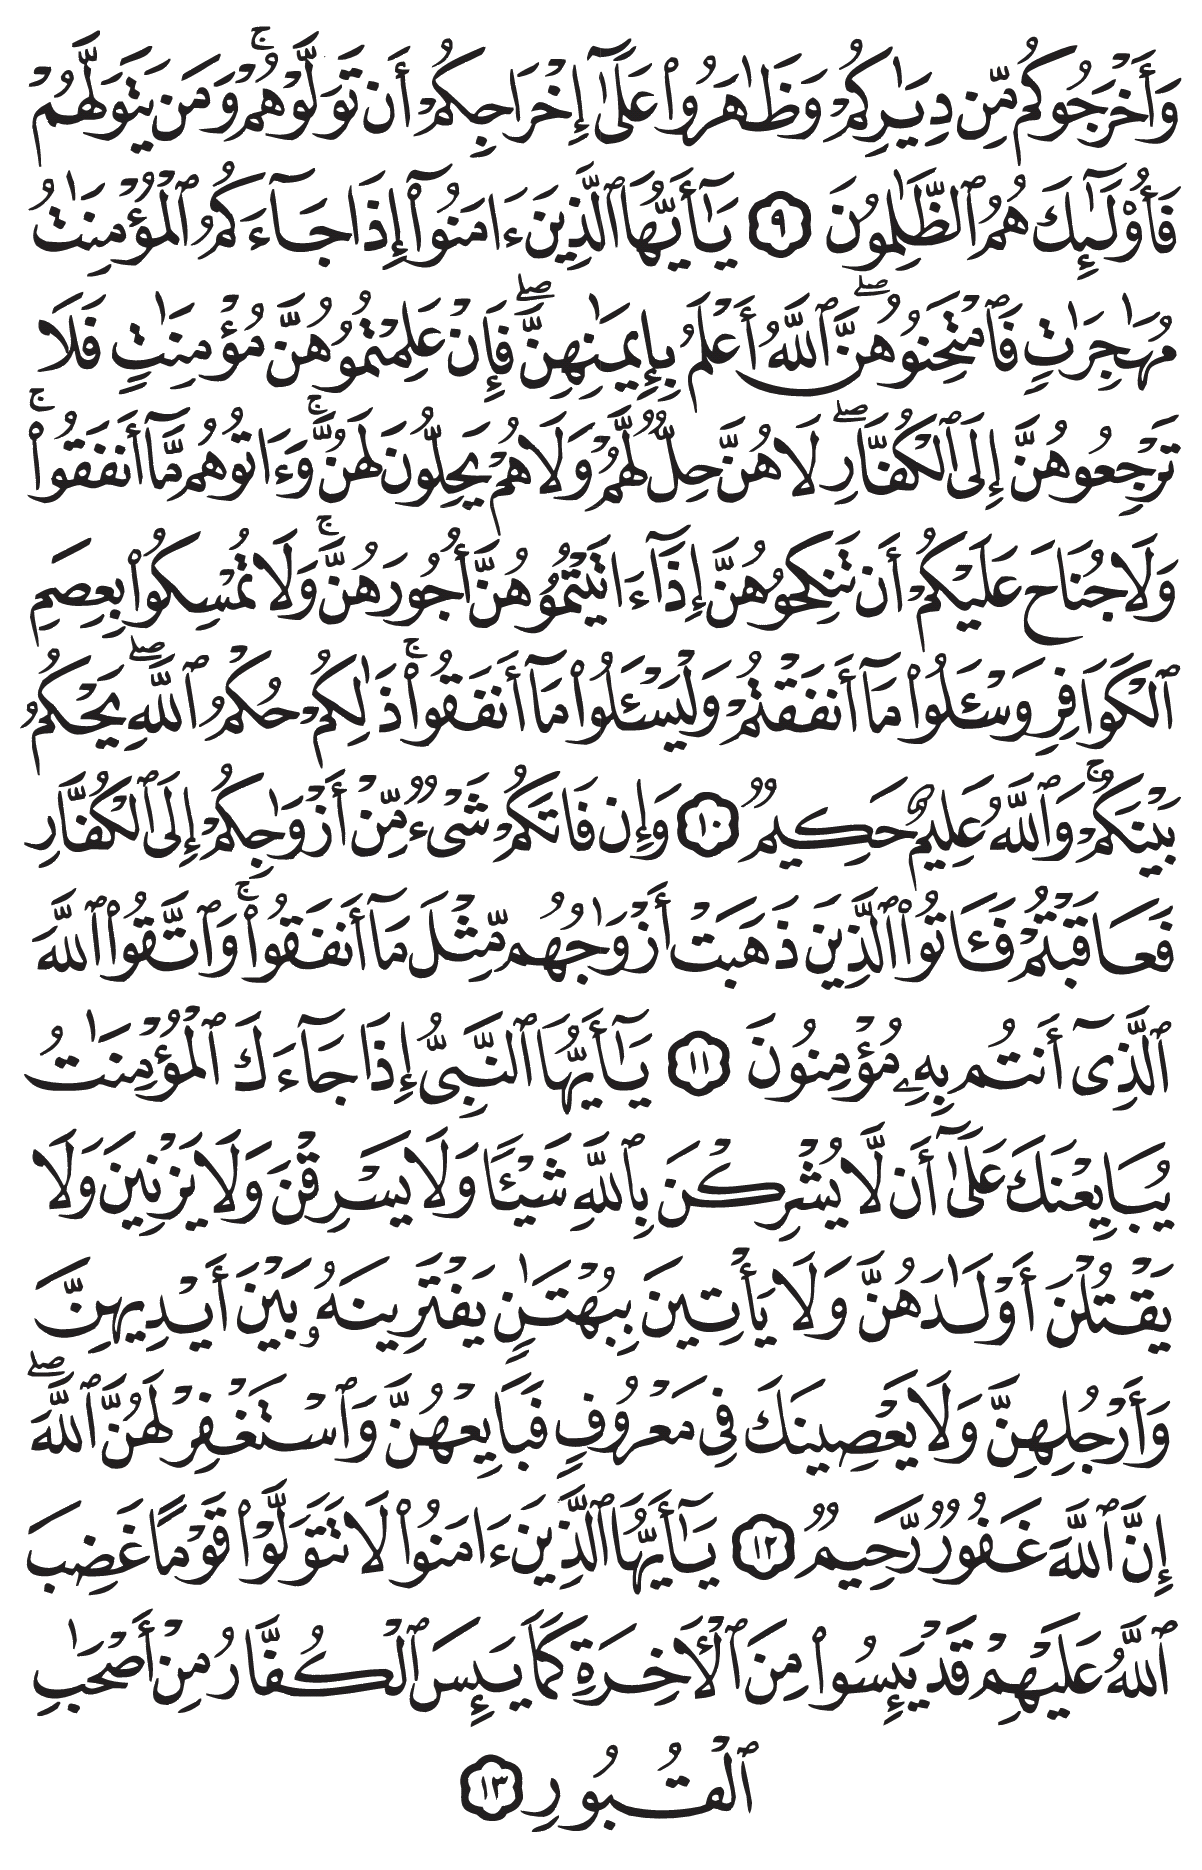 وَأَخْرَجُوكُم مِّن دِيَٰرِكُمْ وَظَٰهَرُوا۟ عَلَىٰٓ إِخْرَاجِكُمْ أَن تَوَلَّوْهُمْ ۚ وَمَن يَتَوَلَّهُمْ
فَأُو۟لَٰٓئِكَ هُمُ ٱلظَّٰلِمُونَ ٩ يَٰٓأَيُّهَا ٱلَّذِينَ ءَامَنُوٓا۟ إِذَا جَآءَكُمُ ٱلْمُؤْمِنَٰتُ
مُهَٰجِرَٰتٍ فَٱمْتَحِنُوهُنَّ ۖ ٱللَّهُ أَعْلَمُ بِإِيمَٰنِهِنَّ ۖ فَإِنْ عَلِمْتُمُوهُنَّ مُؤْمِنَٰتٍ فَلَا
تَرْجِعُوهُنَّ إِلَى ٱلْكُفَّارِ ۖ لَا هُنَّ حِلٌّ لَّهُمْ وَلَا هُمْ يَحِلُّونَ لَهُنَّ ۚ وَءَاتُوهُم مَّآ أَنفَقُوا۟ ۚ
وَلَا جُنَاحَ عَلَيْكُمْ أَن تَنكِحُوهُنَّ إِذَآ ءَاتَيْتُمُوهُنَّ أُجُورَهُنَّ ۚ وَلَا تُمْسِكُوا۟ بِعِصَمِ
ٱلْكَوَافِرِ وَسْـَٔلُوا۟ مَآ أَنفَقْتُمْ وَلْيَسْـَٔلُوا۟ مَآ أَنفَقُوا۟ ۚ ذَٰلِكُمْ حُكْمُ ٱللَّهِ ۖ يَحْكُمُ
بَيْنَكُمْ ۚ وَٱللَّهُ عَلِيمٌ حَكِيمٌ ١٠ وَإِن فَاتَكُمْ شَىْءٌ مِّنْ أَزْوَٰجِكُمْ إِلَى ٱلْكُفَّارِ
فَعَاقَبْتُمْ فَـَٔاتُوا۟ ٱلَّذِينَ ذَهَبَتْ أَزْوَٰجُهُم مِّثْلَ مَآ أَنفَقُوا۟ ۚ وَٱتَّقُوا۟ ٱللَّهَ
ٱلَّذِىٓ أَنتُم بِهِۦ مُؤْمِنُونَ ١١ يَٰٓأَيُّهَا ٱلنَّبِىُّ إِذَا جَآءَكَ ٱلْمُؤْمِنَٰتُ
يُبَايِعْنَكَ عَلَىٰٓ أَن لَّا يُشْرِكْنَ بِٱللَّهِ شَيْـًٔا وَلَا يَسْرِقْنَ وَلَا يَزْنِينَ وَلَا
يَقْتُلْنَ أَوْلَٰدَهُنَّ وَلَا يَأْتِينَ بِبُهْتَٰنٍ يَفْتَرِينَهُۥ بَيْنَ أَيْدِيهِنَّ
وَأَرْجُلِهِنَّ وَلَا يَعْصِينَكَ فِى مَعْرُوفٍ فَبَايِعْهُنَّ وَٱسْتَغْفِرْ لَهُنَّ ٱللَّهَ ۖ
إِنَّ ٱللَّهَ غَفُورٌ رَّحِيمٌ ١٢ يَٰٓأَيُّهَا ٱلَّذِينَ ءَامَنُوا۟ لَا تَتَوَلَّوْا۟ قَوْمًا غَضِبَ
ٱللَّهُ عَلَيْهِمْ قَدْ يَئِسُوا۟ مِنَ ٱلْـَٔاخِرَةِ كَمَا يَئِسَ ٱلْكُفَّارُ مِنْ أَصْحَٰبِ
ٱلْقُبُورِ ١٣